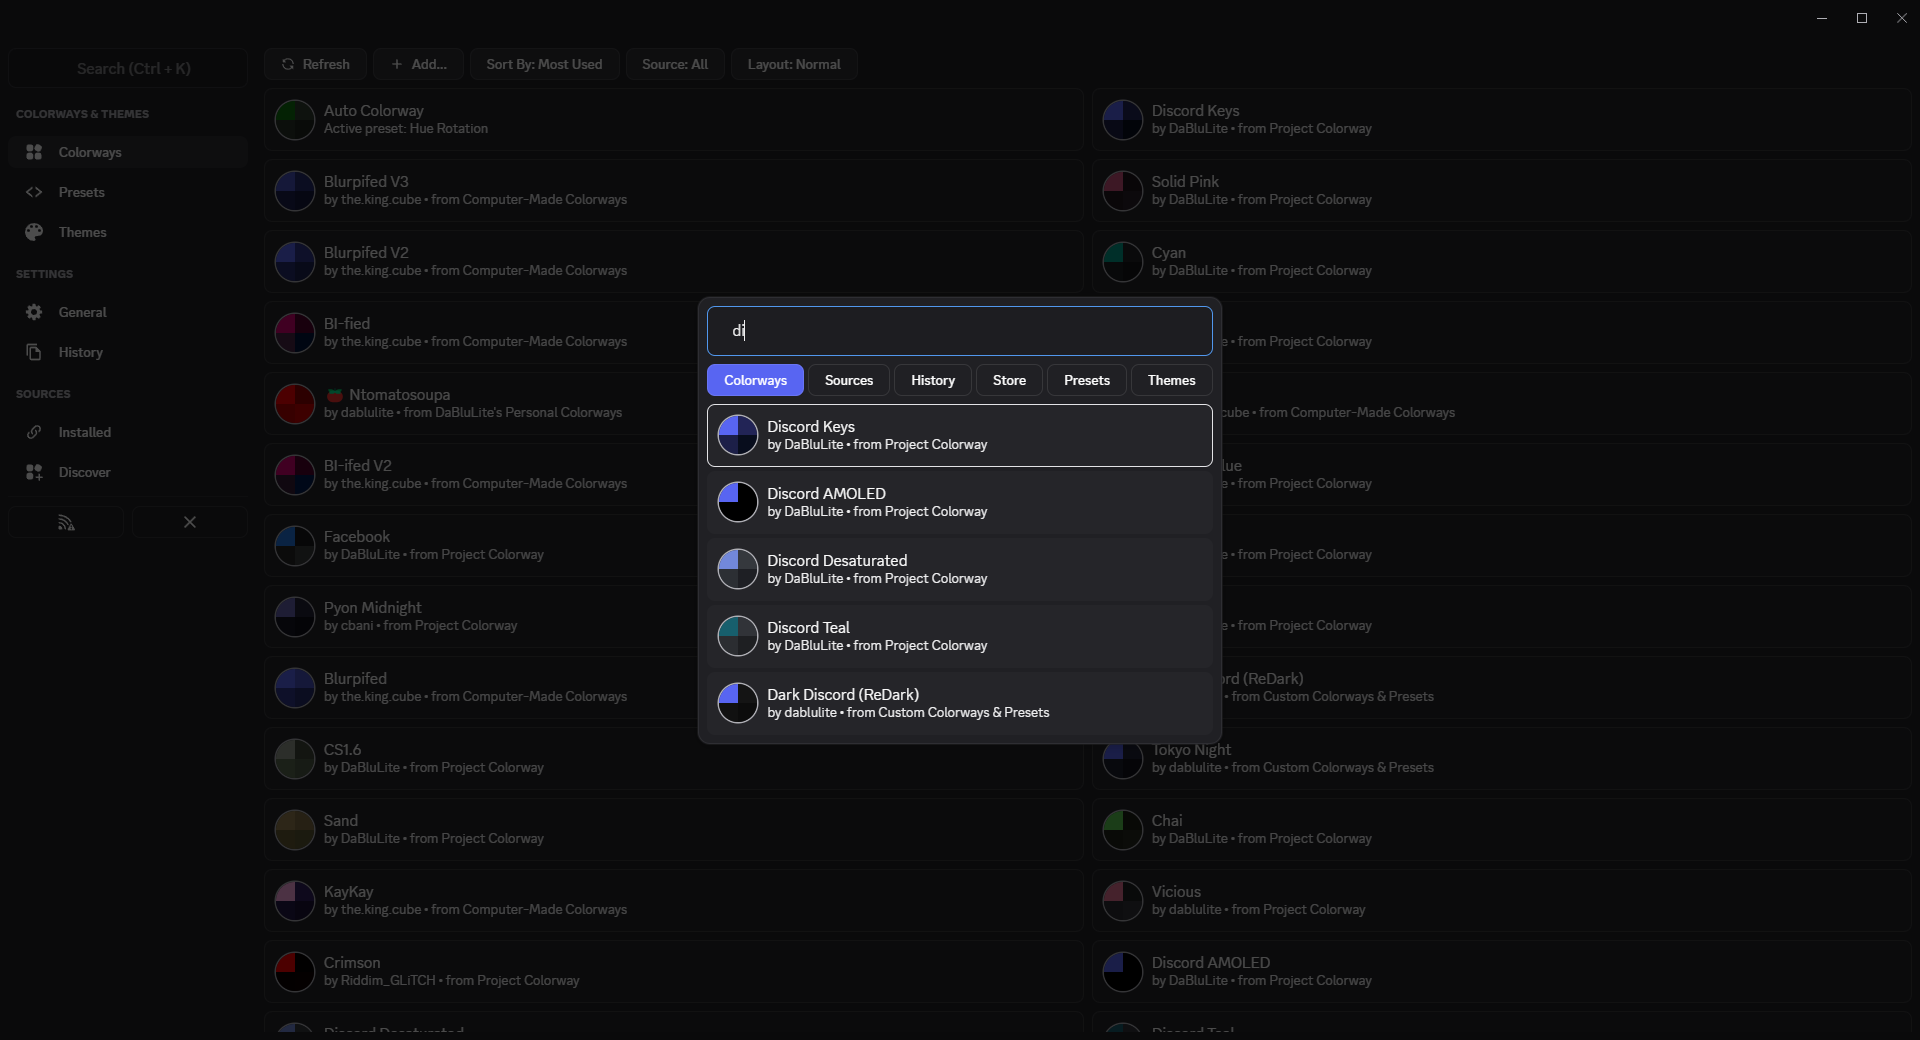 Search (Ctrl + K)
COLORWAYS & THEMES
Colorways
Presets
Themes
SETTINGS
General
History
SOURCES
Installed
Discover
Refresh
Add...
Sort By: Most Used
Source: All
Layout: Normal
Auto Colorway
Active preset: Hue Rotation
Discord Keys
by DaBluLite • from Project Colorway
Blurpifed V3
by the.king.cube • from Computer-Made Colorways
Solid Pink
by DaBluLite • from Project Colorway
Blurpifed V2
by the.king.cube • from Computer-Made Colorways
Cyan
by DaBluLite • from Project Colorway
BI-fied
by the.king.cube • from Computer-Made Colorways
e • from Project Colorway
Ntomatosoupa
by dablulite • from DaBluLite's Personal Colorways
cube • from Computer-Made Colorways
BI-ifed V2
by the.king.cube • from Computer-Made Colorways
lue
e • from Project Colorway
Facebook
by DaBluLite • from Project Colorway
e • from Project Colorway
Pyon Midnight
by cbani • from Project Colorway
e • from Project Colorway
Blurpifed
by the.king.cube • from Computer-Made Colorways
rd (ReDark)
• from Custom Colorways & Presets
CS1.6
by DaBluLite • from Project Colorway
Tokyo Night
by dablulite • from Custom Colorways & Presets
Sand
by DaBluLite • from Project Colorway
Chai
by DaBluLite • from Project Colorway
KayKay
by the.king.cube • from Computer-Made Colorways
Vicious
by dablulite • from Project Colorway
Crimson
by Riddim_GLiTCH • from Project Colorway
Discord AMOLED
by DaBluLite • from Project Colorway
Discord Desaturated
Discord Teal
di
Colorways
Sources
History
Store
Presets
Themes
Discord Keys
by DaBluLite • from Project Colorway
Discord AMOLED
by DaBluLite • from Project Colorway
Discord Desaturated
by DaBluLite • from Project Colorway
Discord Teal
by DaBluLite • from Project Colorway
Dark Discord (ReDark)
by dablulite • from Custom Colorways & Presets